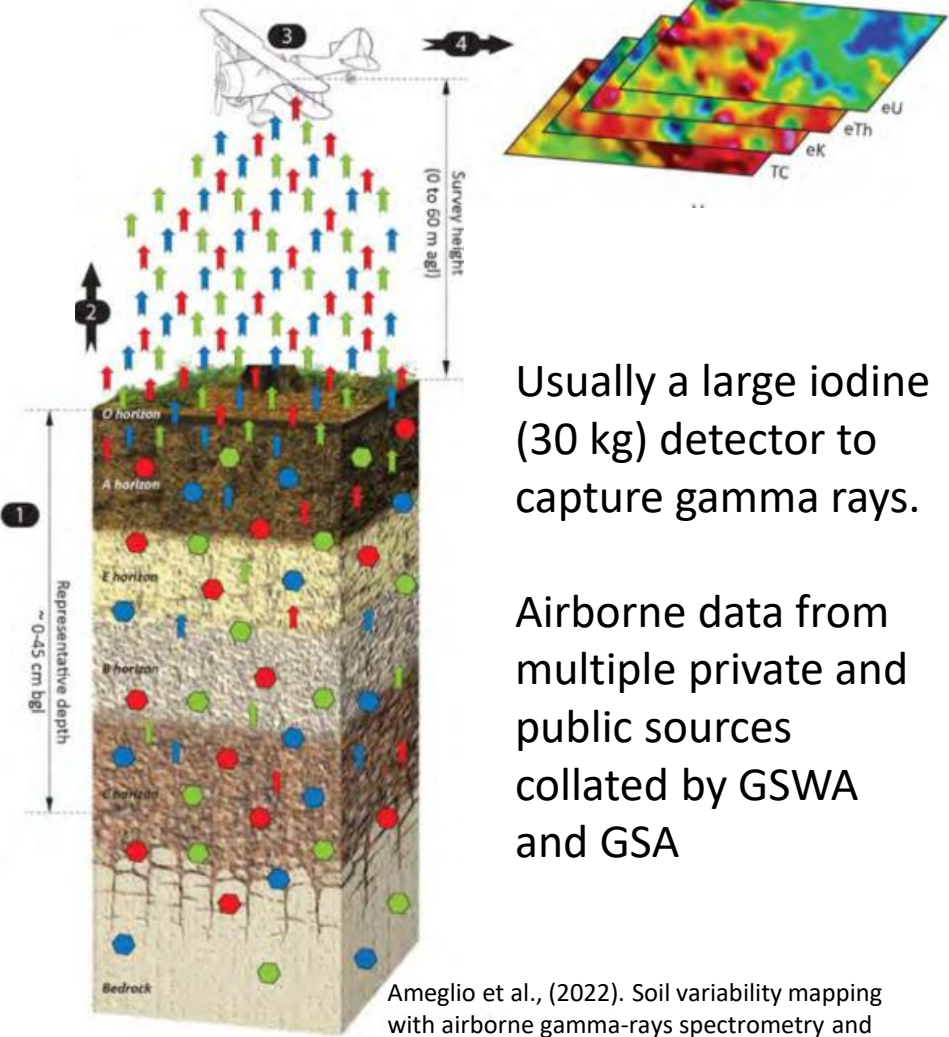 3
4
eU
eTh
eK
TC
Survey height
(0 to 60 m agl)
2
Usually a large iodine
(30 kg) detector to
capture gamma rays.
O horizon
A horizon
1
E horizon
Representative depth
~ 0-45 cm bgl
B horizon
C horizon
Bedrock
Airborne data from
multiple private and
public sources
collated by GSWA
and GSA
Ameglio et al., (2022). Soil variability mapping
with airborne gamma-rays spectrometry and